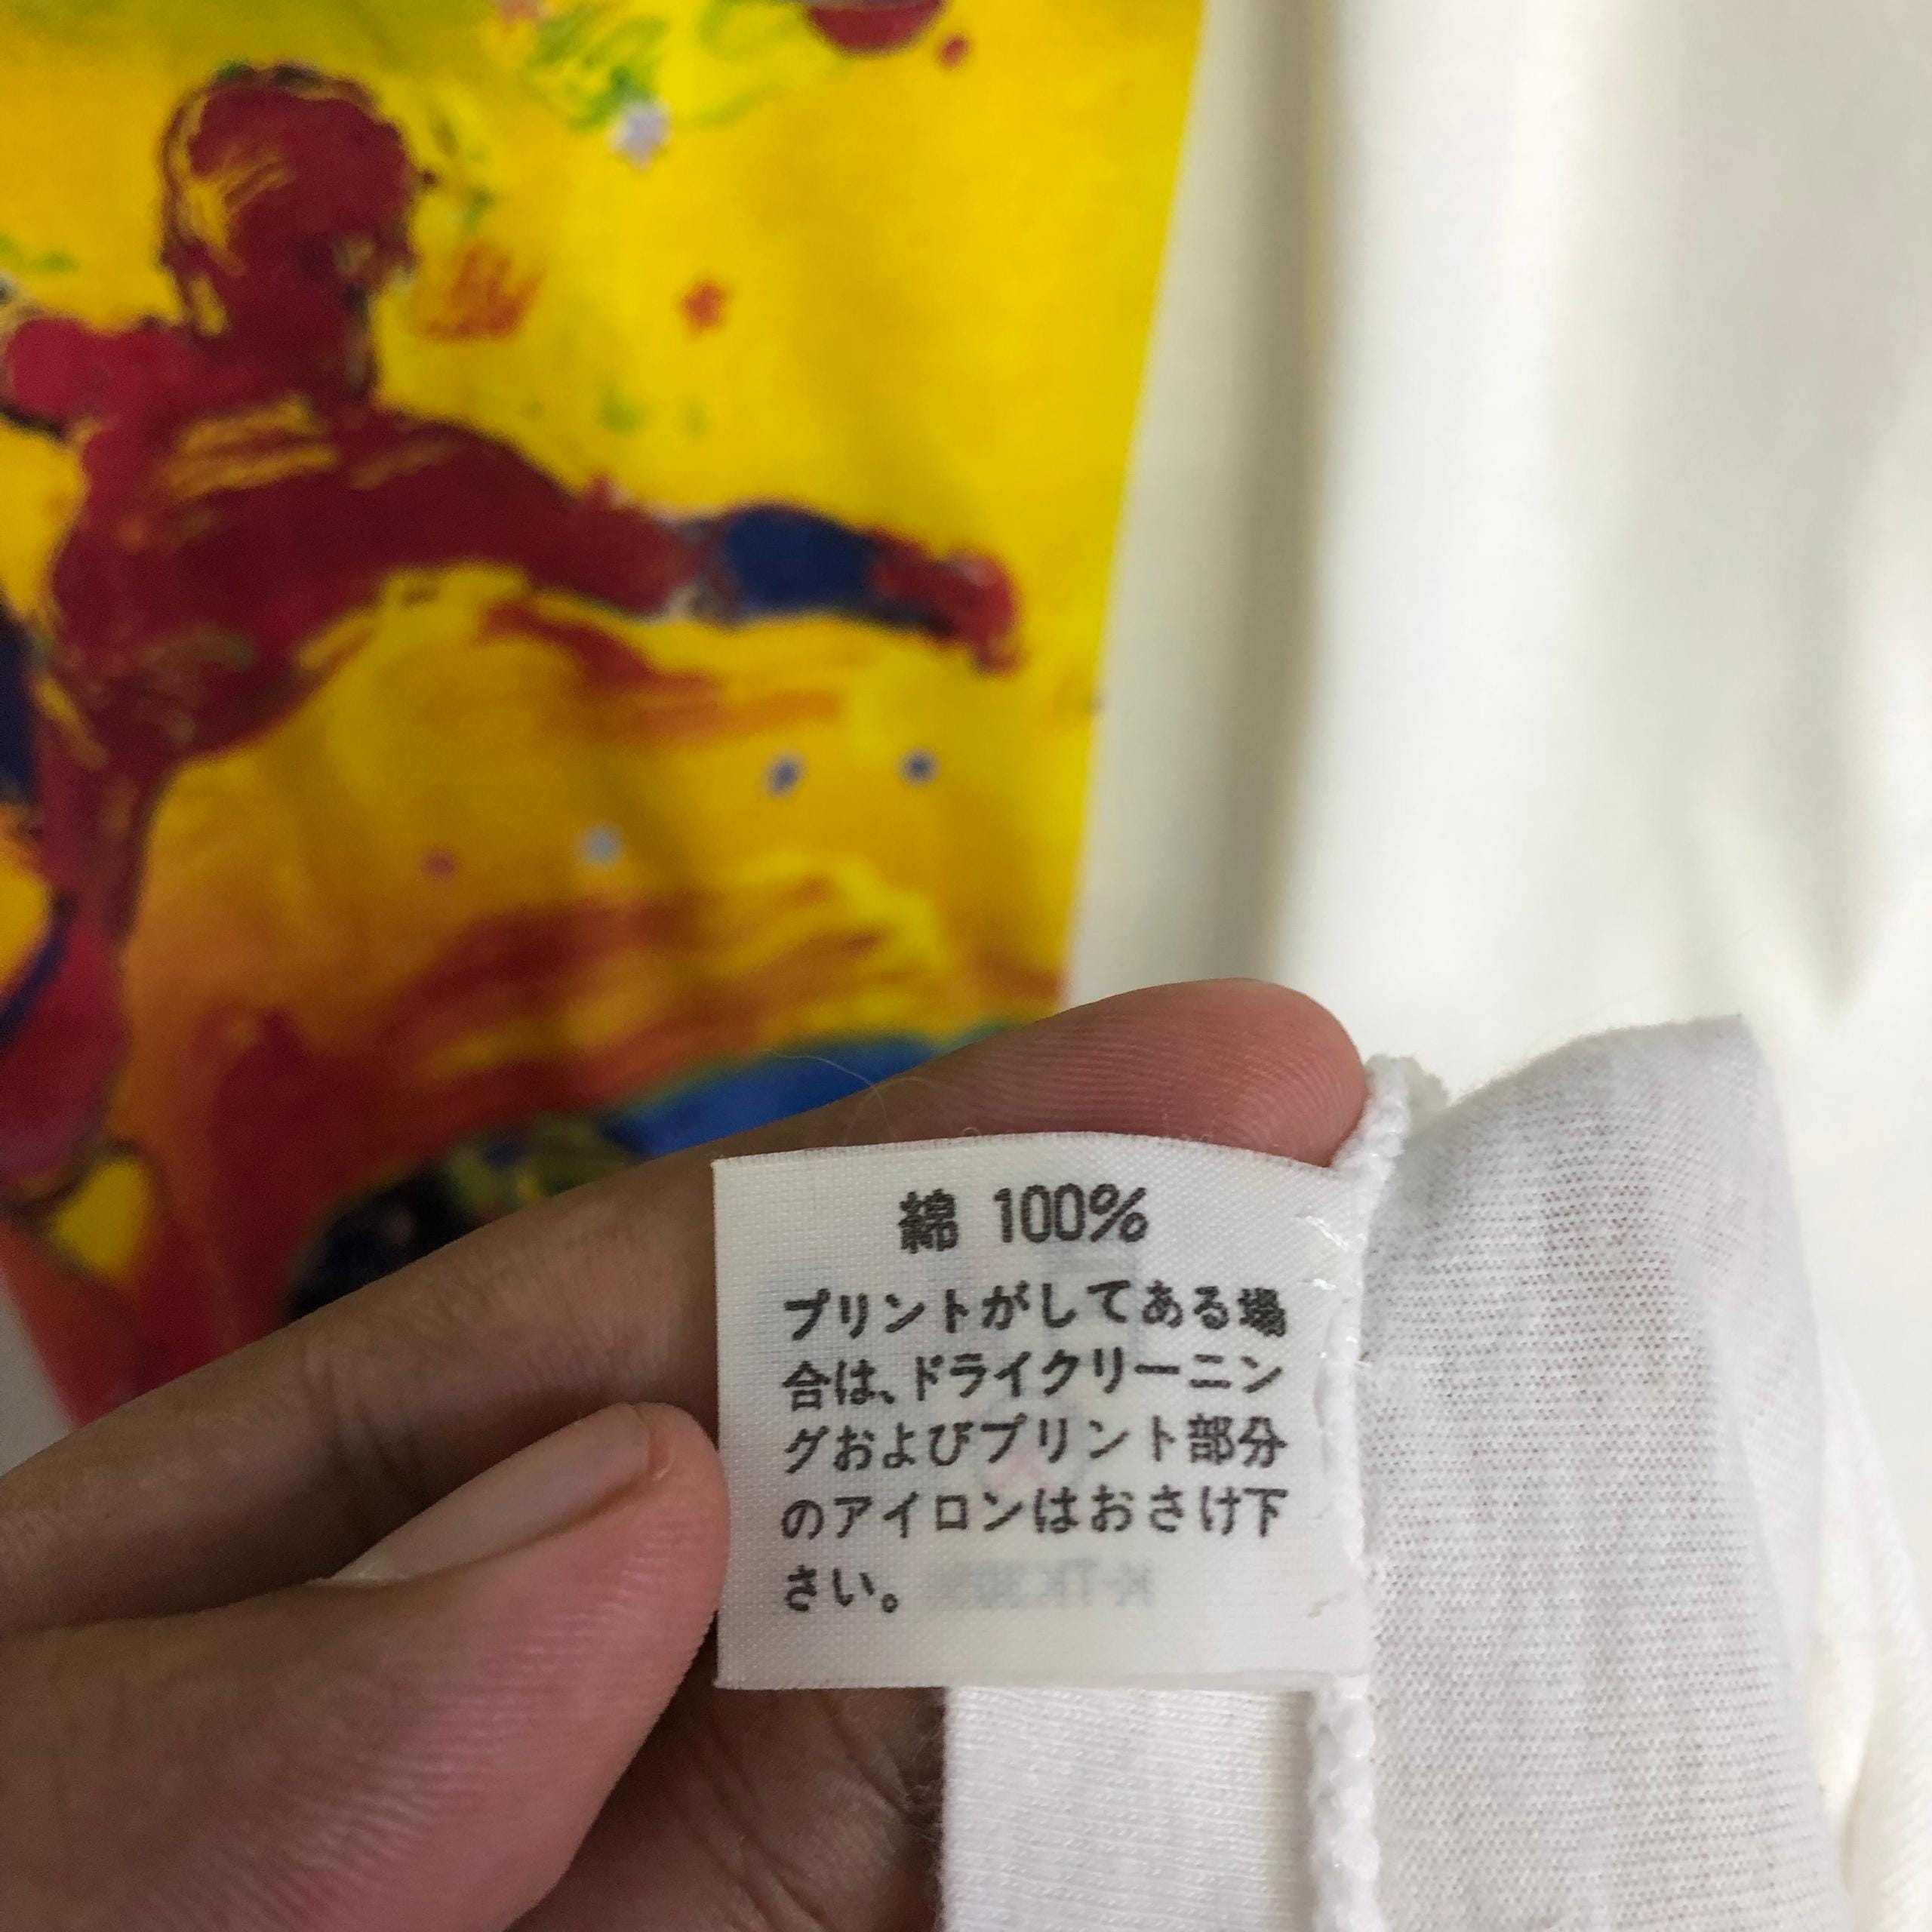 綿 100%
プリントがしてある場
合は、ドライクリーニン
グおよびプリント部分
のアイロンはおさけ下
さい。